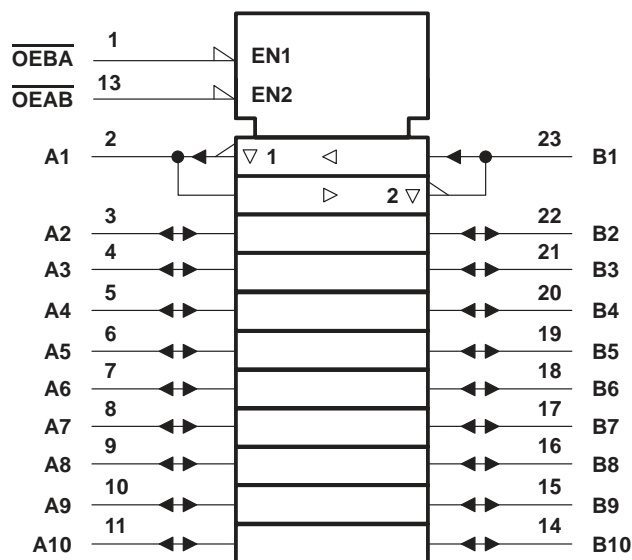 1
O̅E̅B̅A̅ EN1
13
O̅E̅A̅B̅ EN2
2 23
A1 1 B1
2
3 22
A2 B2
4 21
A3 B3
5 20
A4 B4
6 19
A5 B5
7 18
A6 B6
8 17
A7 B7
9 16
A8 B8
10 15
A9 B9
11 14
A10 B10